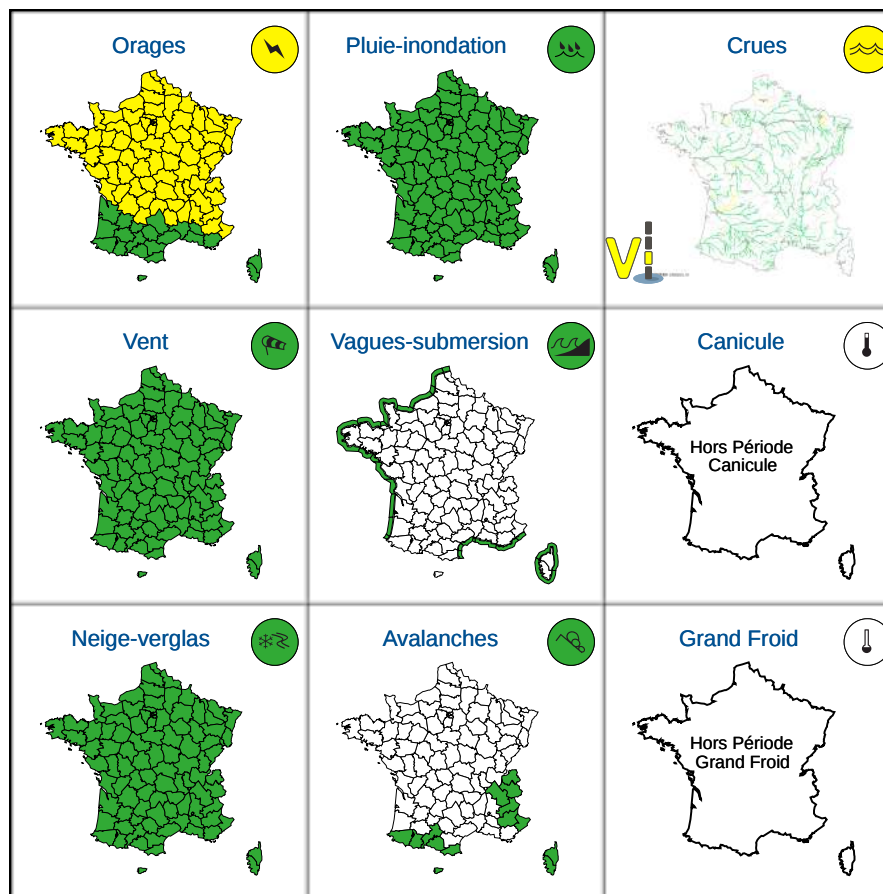 Orages
Pluie-inondation
Crues
Vi
Vent
Vagues-submersion
Canicule
Hors Période
Canicule
Neige-verglas
Avalanches
Grand Froid
Hors Période
Grand Froid